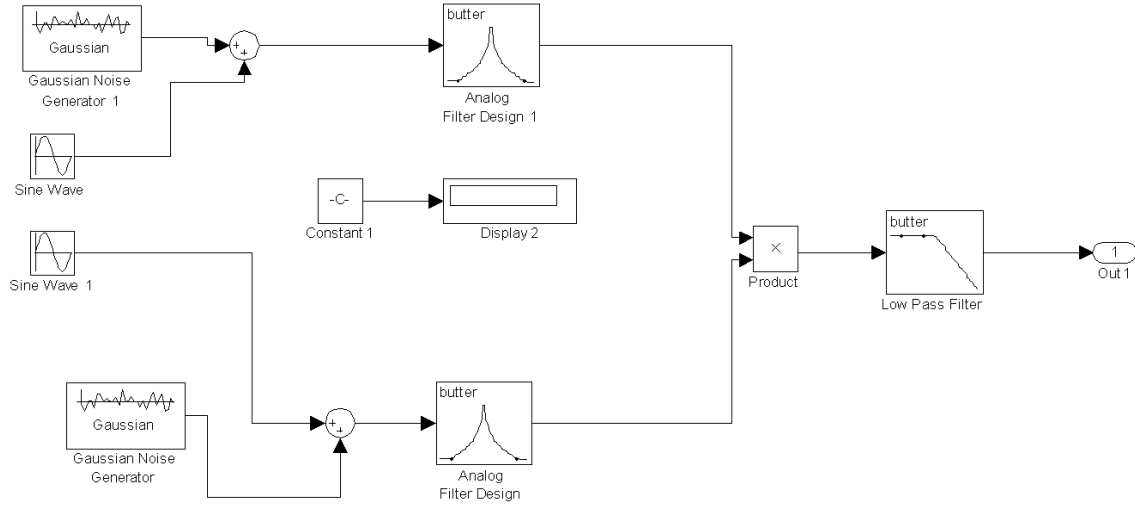 Gaussian
Gaussian Noise
Generator 1
+
+
butter
Analog
Filter Design 1
Sine Wave
-C-
Constant 1
Display 2
Sine Wave 1
×
Product
butter
Low Pass Filter
1
Out 1
Gaussian
Gaussian Noise
Generator
+
+
butter
Analog
Filter Design